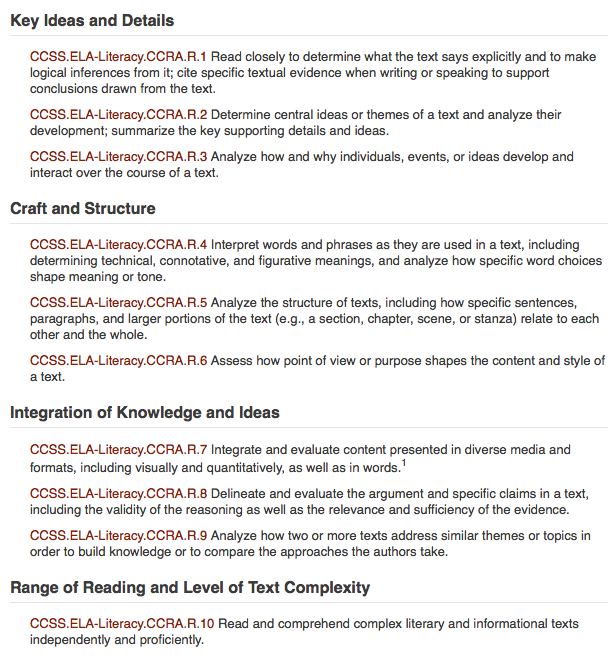 Key Ideas and Details
CCSS.ELA-Literacy.CCRA.R.1 Read closely to determine what the text says explicitly and to make
logical inferences from it; cite specific textual evidence when writing or speaking to support
conclusions drawn from the text.
CCSS.ELA-Literacy.CCRA.R.2 Determine central ideas or themes of a text and analyze their
development; summarize the key supporting details and ideas.
CCSS.ELA-Literacy.CCRA.R.3 Analyze how and why individuals, events, or ideas develop and
interact over the course of a text.
Craft and Structure
CCSS.ELA-Literacy.CCRA.R.4 Interpret words and phrases as they are used in a text, including
determining technical, connotative, and figurative meanings, and analyze how specific word choices
shape meaning or tone.
CCSS.ELA-Literacy.CCRA.R.5 Analyze the structure of texts, including how specific sentences,
paragraphs, and larger portions of the text (e.g., a section, chapter, scene, or stanza) relate to each
other and the whole.
CCSS.ELA-Literacy.CCRA.R.6 Assess how point of view or purpose shapes the content and style of
a text.
Integration of Knowledge and Ideas
CCSS.ELA-Literacy.CCRA.R.7 Integrate and evaluate content presented in diverse media and
formats, including visually and quantitatively, as well as in words.1
CCSS.ELA-Literacy.CCRA.R.8 Delineate and evaluate the argument and specific claims in a text,
including the validity of the reasoning as well as the relevance and sufficiency of the evidence.
CCSS.ELA-Literacy.CCRA.R.9 Analyze how two or more texts address similar themes or topics in
order to build knowledge or to compare the approaches the authors take.
Range of Reading and Level of Text Complexity
CCSS.ELA-Literacy.CCRA.R.10 Read and comprehend complex literary and informational texts
independently and proficiently.